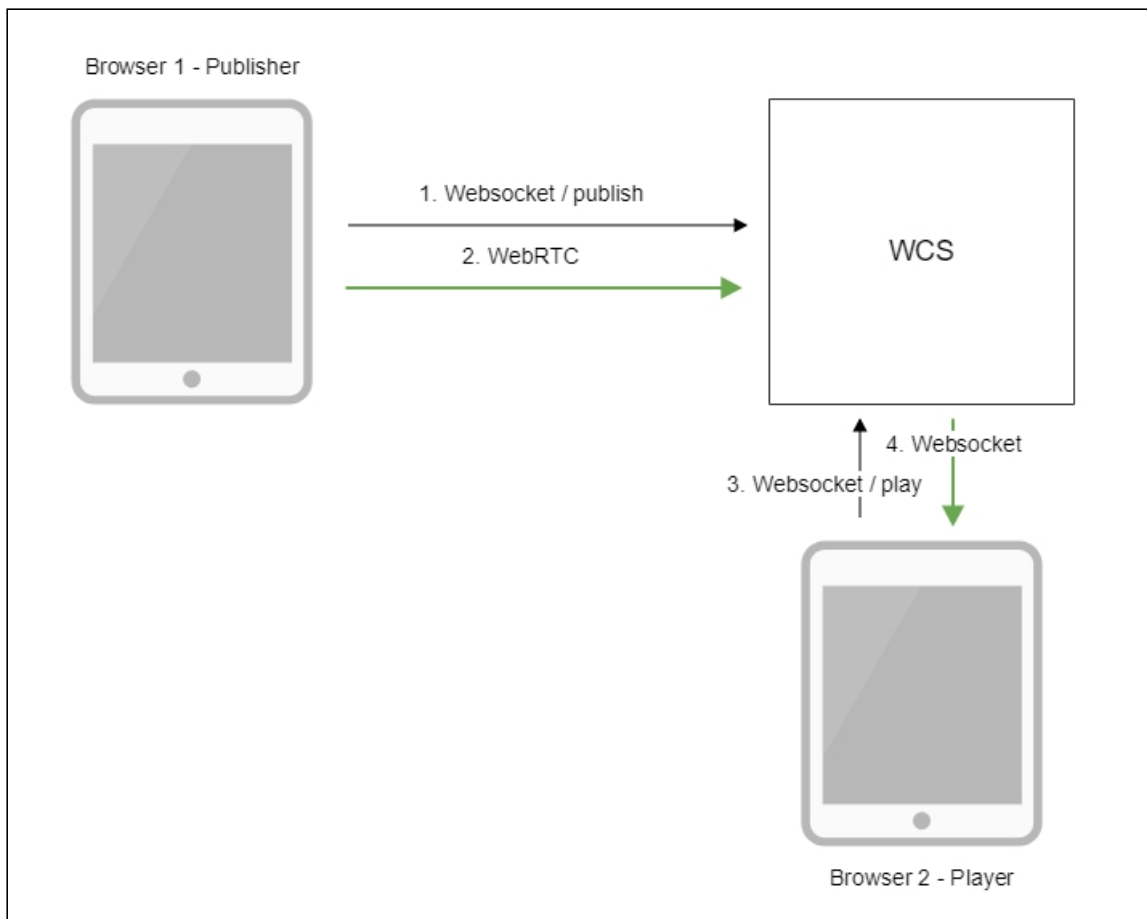 Browser 1 - Publisher
1. Websocket / publish
2. WebRTC
WCS
4. Websocket
3. Websocket / play
Browser 2 - Player